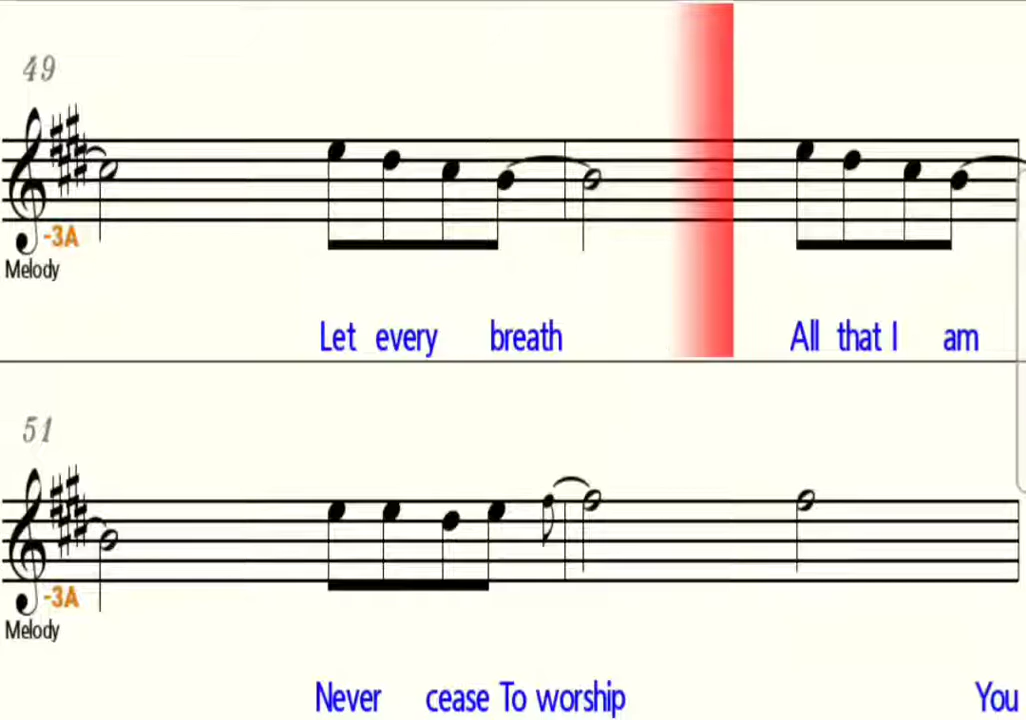 49
-3A
Melody
Let every breath All that I am
51
-3A
Melody
Never cease To worship You